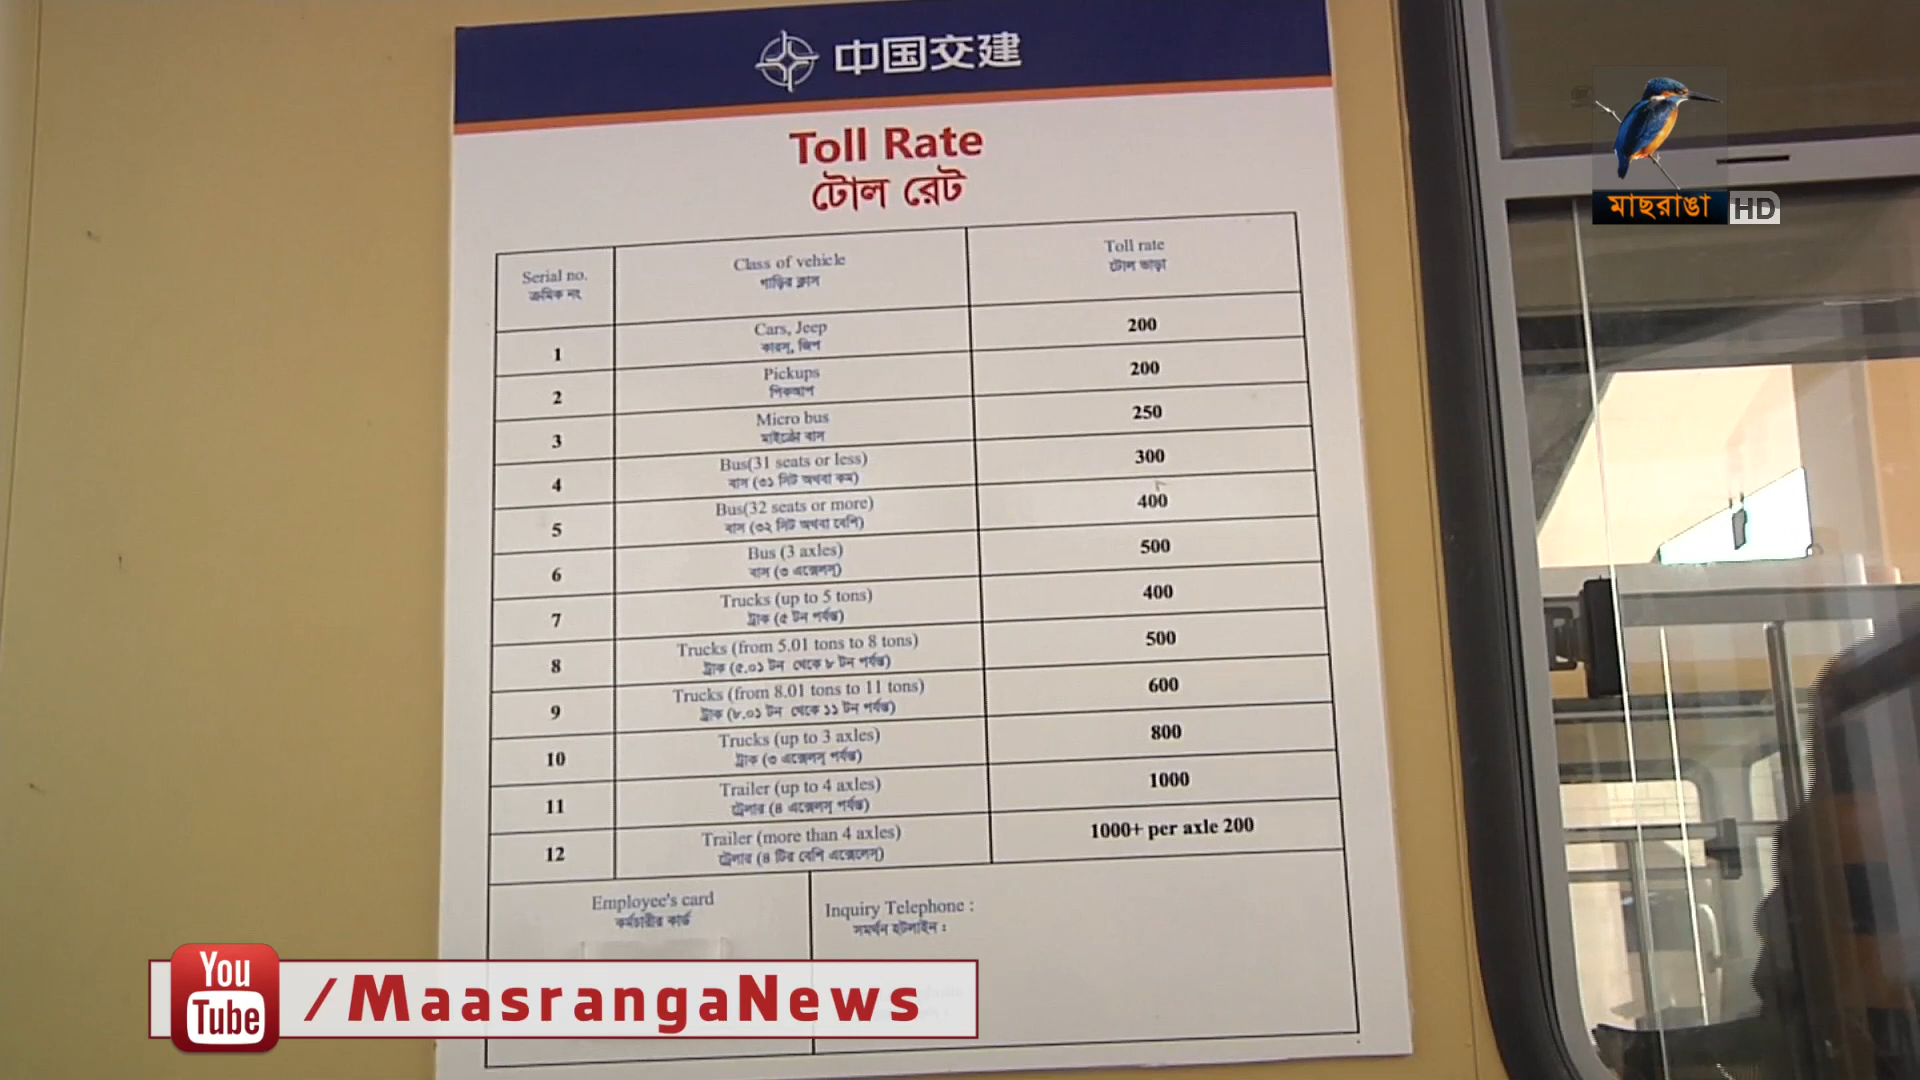 中国交建
মাছরাঙা HD
Toll Rate
টোল রেট
Serial no.
ক্রমিক নং
Class of vehicle
গাড়ির ক্লাস
Toll rate
টোল ভাড়া
1
Cars, Jeep
কারস্, জিপ
200
2
Pickups
পিকআপ
200
3
Micro bus
মাইক্রো বাস
250
4
Bus(31 seats or less)
বাস (৩১ সিট অথবা কম)
300
5
Bus(32 seats or more)
বাস (৩২ সিট অথবা বেশি)
400
6
Bus (3 axles)
বাস (৩ এক্সেলস্)
500
7
Trucks (up to 5 tons)
ট্রাক (৫ টন পর্যন্ত)
400
8
Trucks (from 5.01 tons to 8 tons)
ট্রাক (৫.০১ টন থেকে ৮ টন পর্যন্ত)
500
9
Trucks (from 8.01 tons to 11 tons)
ট্রাক (৮.০১ টন থেকে ১১ টন পর্যন্ত)
600
10
Trucks (up to 3 axles)
ট্রাক (৩ এক্সেলস্ পর্যন্ত)
800
11
Trailer (up to 4 axles)
ট্রেলার (৪ এক্সেলস্ পর্যন্ত)
1000
12
Trailer (more than 4 axles)
ট্রেলার (৪ টির বেশি এক্সেলেস্)
1000+ per axle 200
Employee's card
কর্মচারীর কার্ড
Inquiry Telephone :
সমর্থন হটলাইন :
You Tube /MaasrangaNews